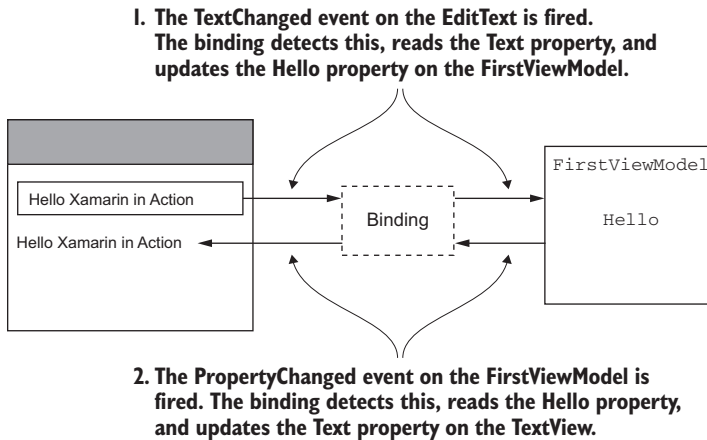 1. The TextChanged event on the EditText is fired.
The binding detects this, reads the Text property, and
updates the Hello property on the FirstViewModel.
FirstViewModel
Hello Xamarin in Action
Binding
Hello
Hello Xamarin in Action
2. The PropertyChanged event on the FirstViewModel is
fired. The binding detects this, reads the Hello property,
and updates the Text property on the TextView.